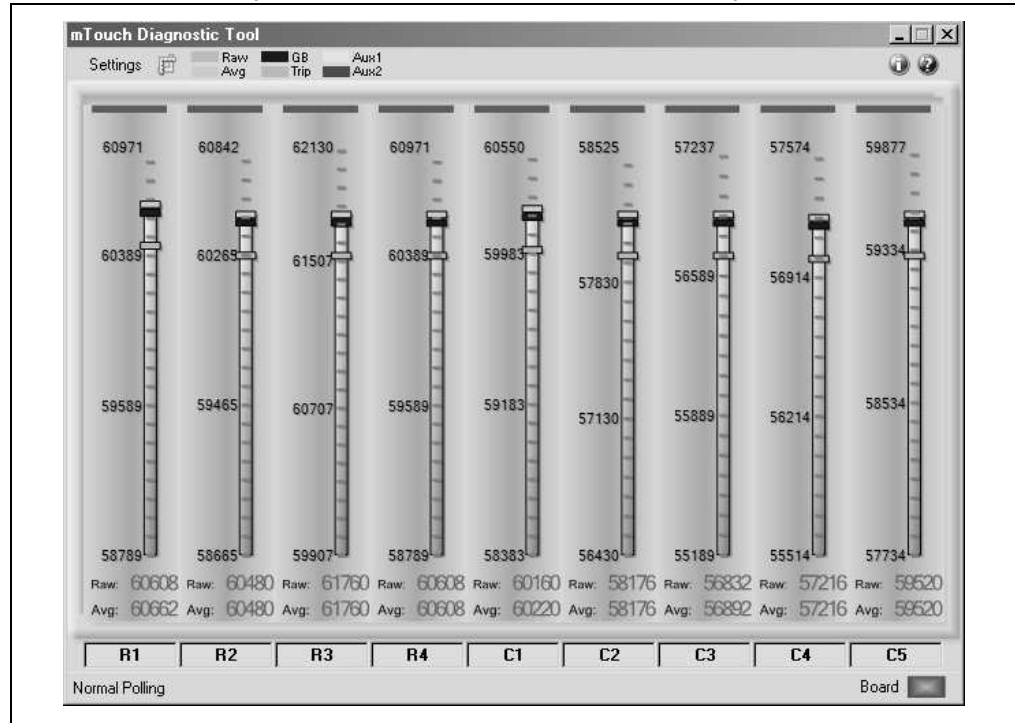 mTouch Diagnostic Tool
Settings Raw GB Aux1
Avg Trip Aux2
60971 60842 62130 60971 60550 58525 57237 57574 59877
60389 60265 61507 60389 59983 57830 56589 56914 59334
59589 59465 60707 59589 59183 57130 55889 56214 58534
58789 58665 59907 58789 58383 56430 55189 55514 57734
Raw: 60608 Raw: 60480 Raw: 61760 Raw: 60608 Raw: 60160 Raw: 58176 Raw: 56832 Raw: 57216 Raw: 59520
Avg: 60662 Avg: 60480 Avg: 61760 Avg: 60608 Avg: 60220 Avg: 58176 Avg: 56892 Avg: 57216 Avg: 59520
R1 R2 R3 R4 C1 C2 C3 C4 C5
Normal Polling Board